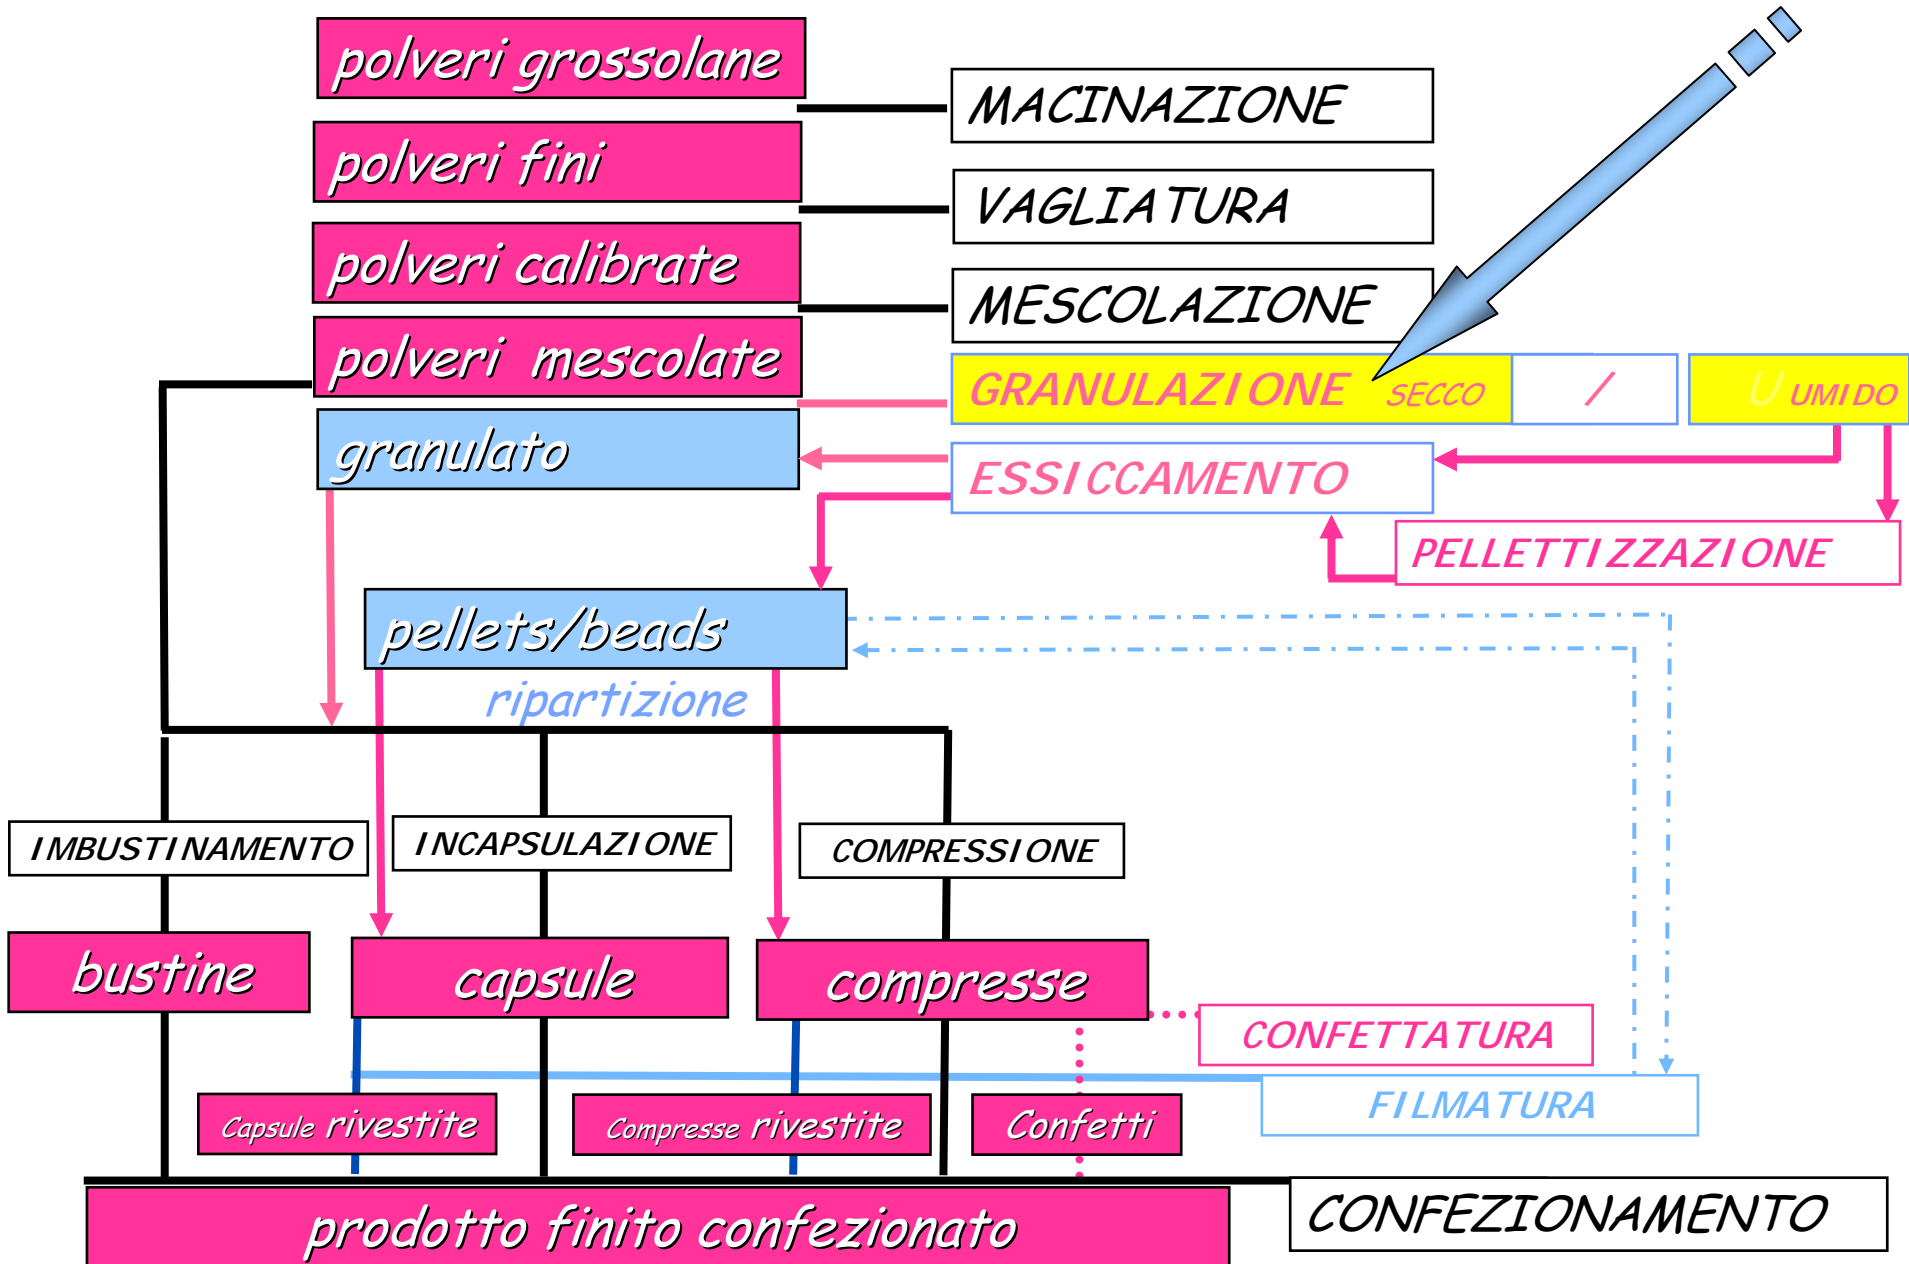 polveri grossolane
MACINAZIONE
polveri fini
VAGLIATURA
polveri calibrate
MESCOLAZIONE
polveri mescolate
GRANULAZIONE SECCO / U UMIDO
granulato
ESSICCAMENTO
PELLETTIZZAZIONE
pellets/beads
ripartizione
IMBUSTINAMENTO
INCAPSULAZIONE
COMPRESSIONE
bustine
capsule
compresse
CONFETTATURA
FILMATURA
Capsule rivestite
Compresse rivestite
Confetti
prodotto finito confezionato
CONFEZIONAMENTO